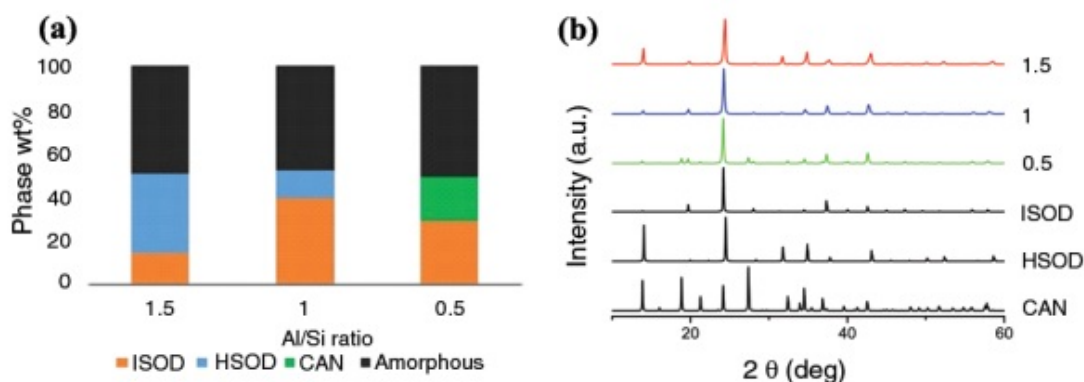 (a)
100
80
60
40
20
0
Phase wt%
1.5 1 0.5
Al/Si ratio
ISOD HSOD CAN Amorphous
(b)
Intensity (a.u.)
1.5
1
0.5
ISOD
HSOD
CAN
20 40 60
2 θ (deg)